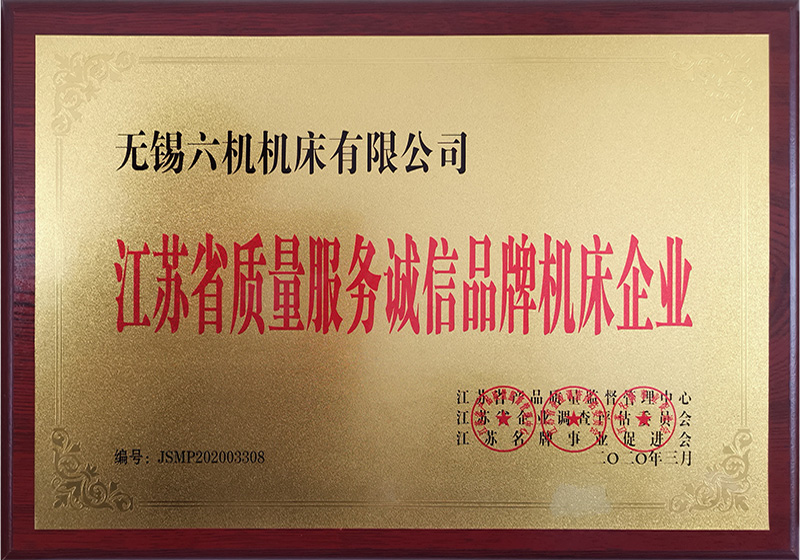 无锡六机机床有限公司
江苏省质量服务诚信品牌机床企业
江苏省产品质量监督管理中心
江苏省企业调查评估委员会
江苏名牌事业促进会
编号：JSMP202003308
二〇二〇年三月